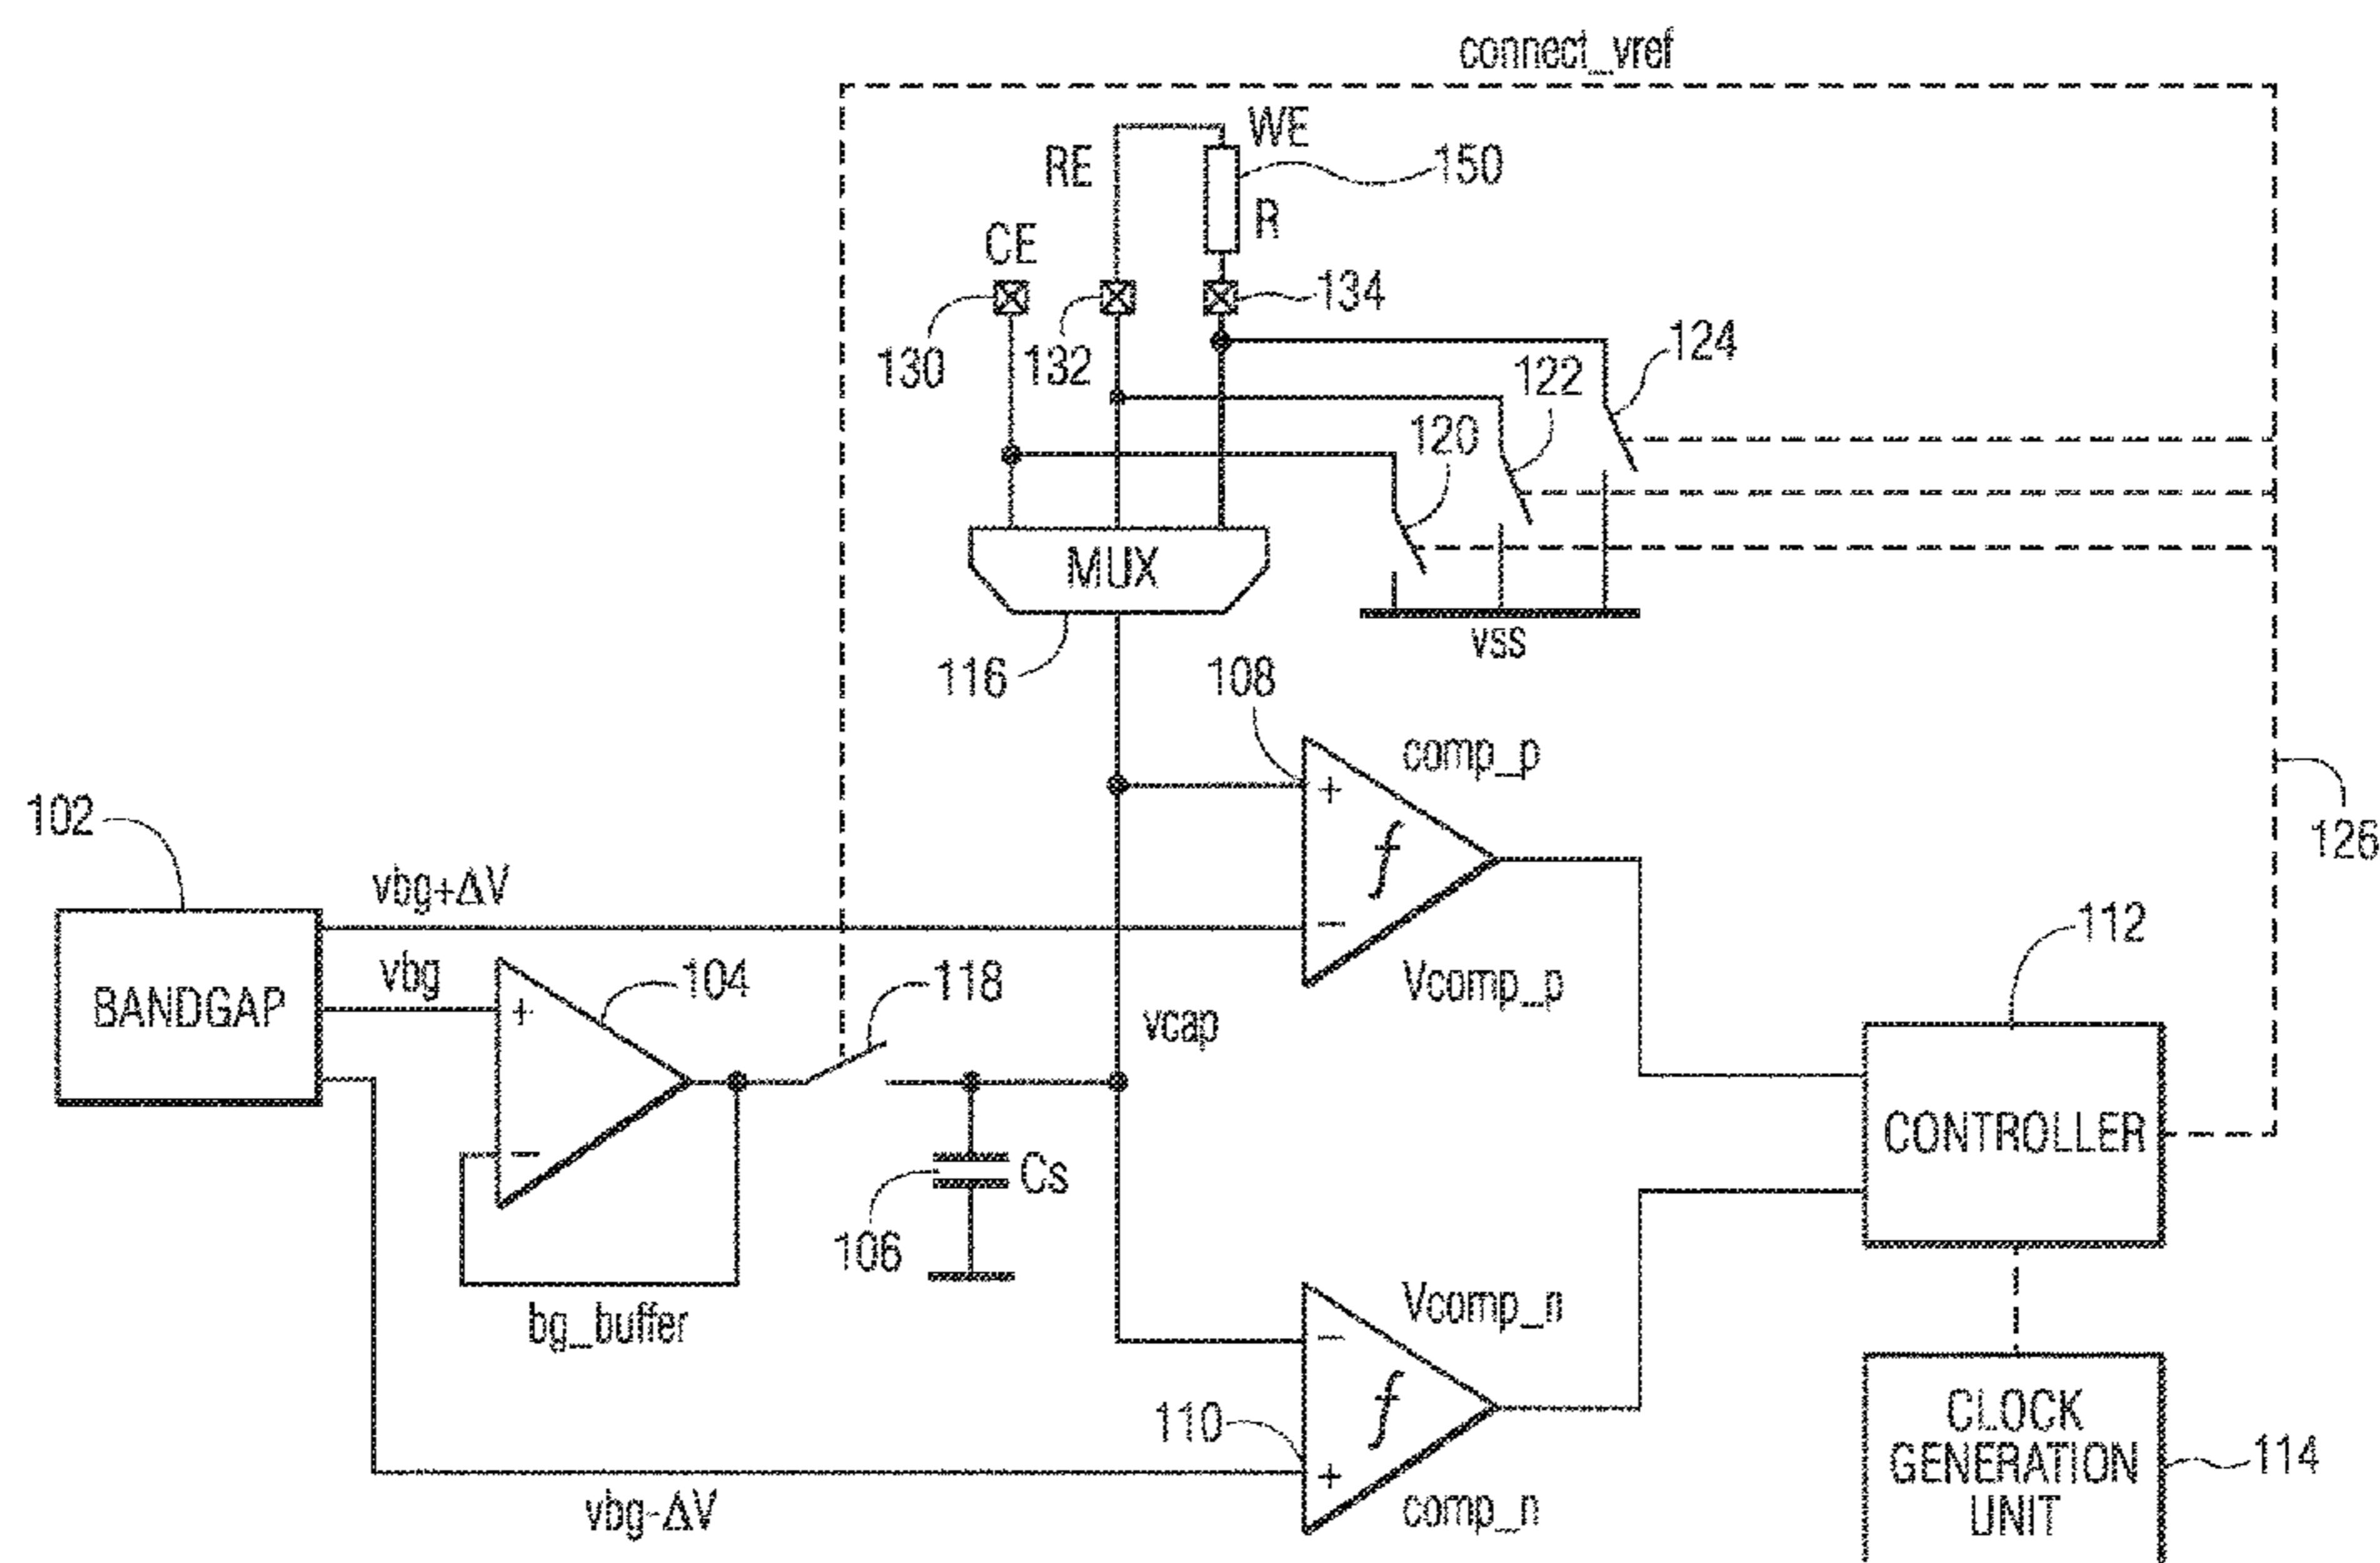 connect_vref
WE
RE
150
R
CE
134
130
132
124
122
120
MUX
vss
116
108
comp_p
102
126
vbg+ΔV
+
−
vbg
104
118
Vcomp_p
112
BANDGAP
+
vcap
CONTROLLER
−
Cs
106
Vcomp_n
bg_buffer
−
CLOCK
GENERATION
UNIT
110
114
+
vbg-ΔV
comp_n